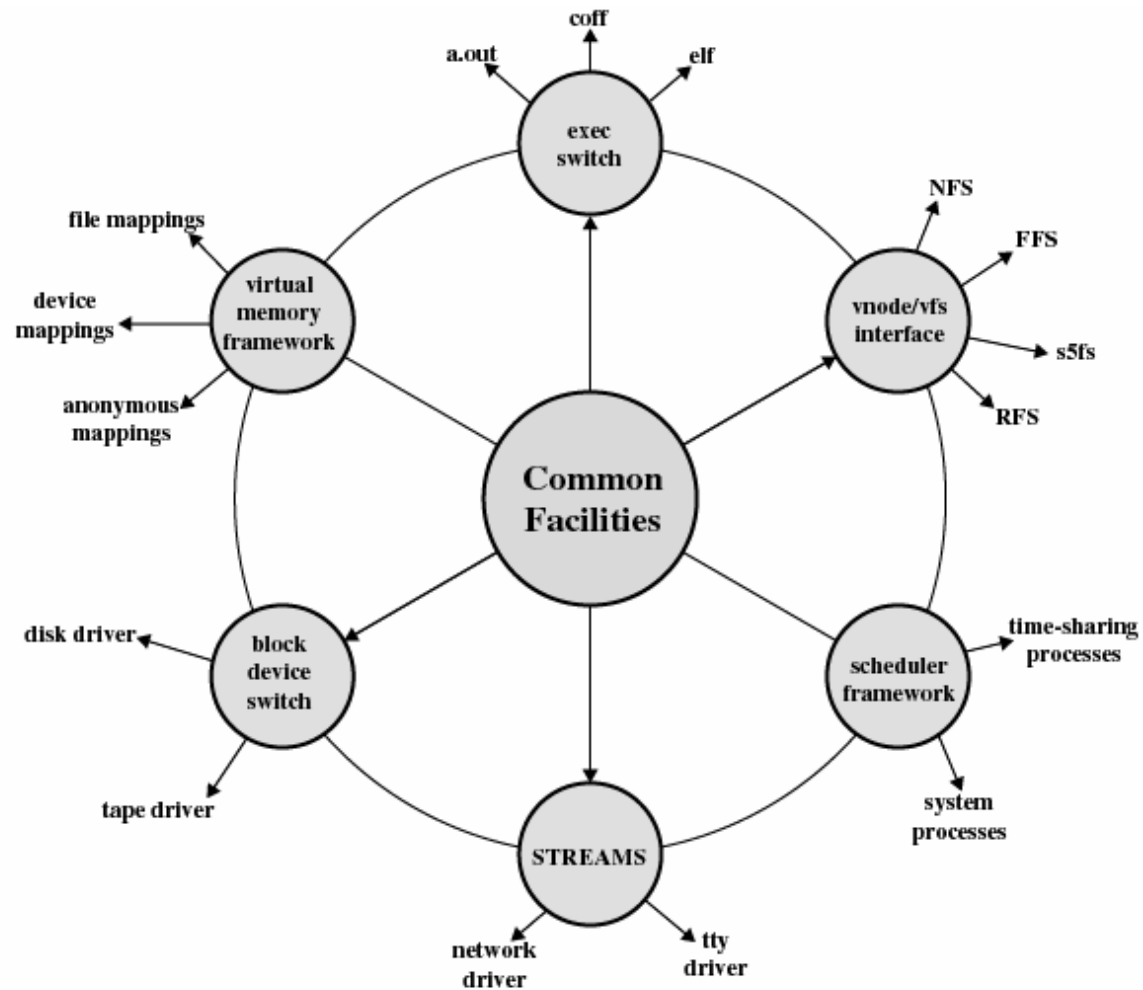 coff
a.out
elf
exec
switch
NFS
FFS
s5fs
RFS
vnode/vfs
interface
file mappings
device
mappings
anonymous
mappings
virtual
memory
framework
Common
Facilities
disk driver
tape driver
block
device
switch
time-sharing
processes
system
processes
scheduler
framework
STREAMS
network
driver
tty
driver